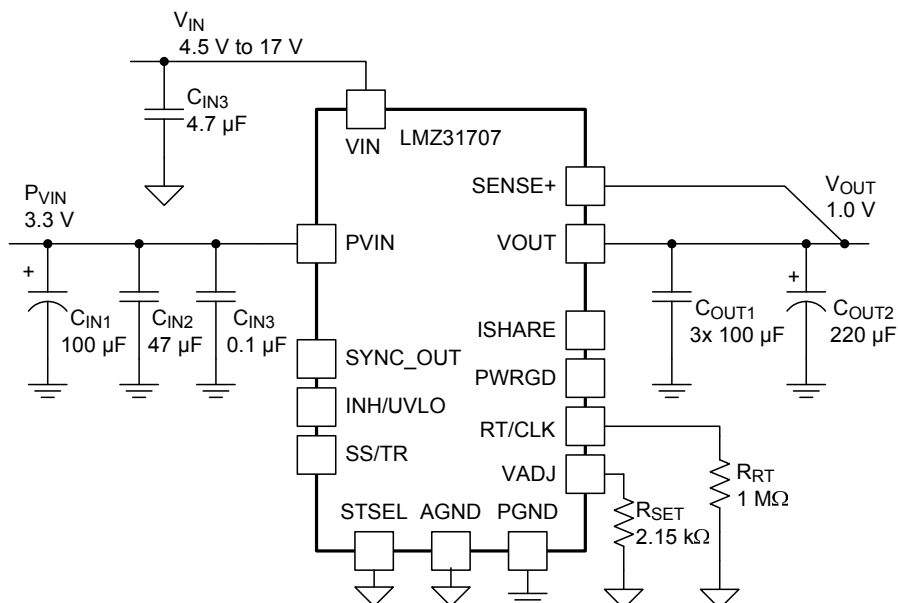 VIN
4.5 V to 17 V
CIN3
4.7 µF
VIN
LMZ31707
SENSE+
VOUT
1.0 V
PVIN
3.3 V
PVIN
VOUT
+
CIN1
100 µF
CIN2
47 µF
CIN3
0.1 µF
COUT1
3x 100 µF
+
COUT2
220 µF
SYNC_OUT
INH/UVLO
SS/TR
ISHARE
PWRGD
RT/CLK
VADJ
STSEL
AGND
PGND
RSET
2.15 kΩ
RRT
1 MΩ